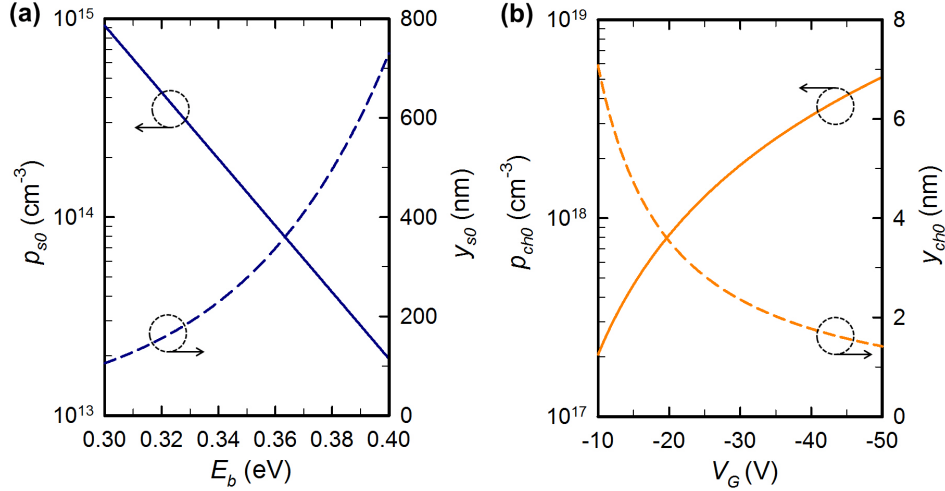 (a)
10^15
10^14
10^13
p_s0 (cm^-3)
800
600
400
200
0
y_s0 (nm)
0.30 0.32 0.34 0.36 0.38 0.40
E_b (eV)
(b)
10^19
10^18
10^17
p_ch0 (cm^-3)
8
6
4
2
0
y_ch0 (nm)
-10 -20 -30 -40 -50
V_G (V)